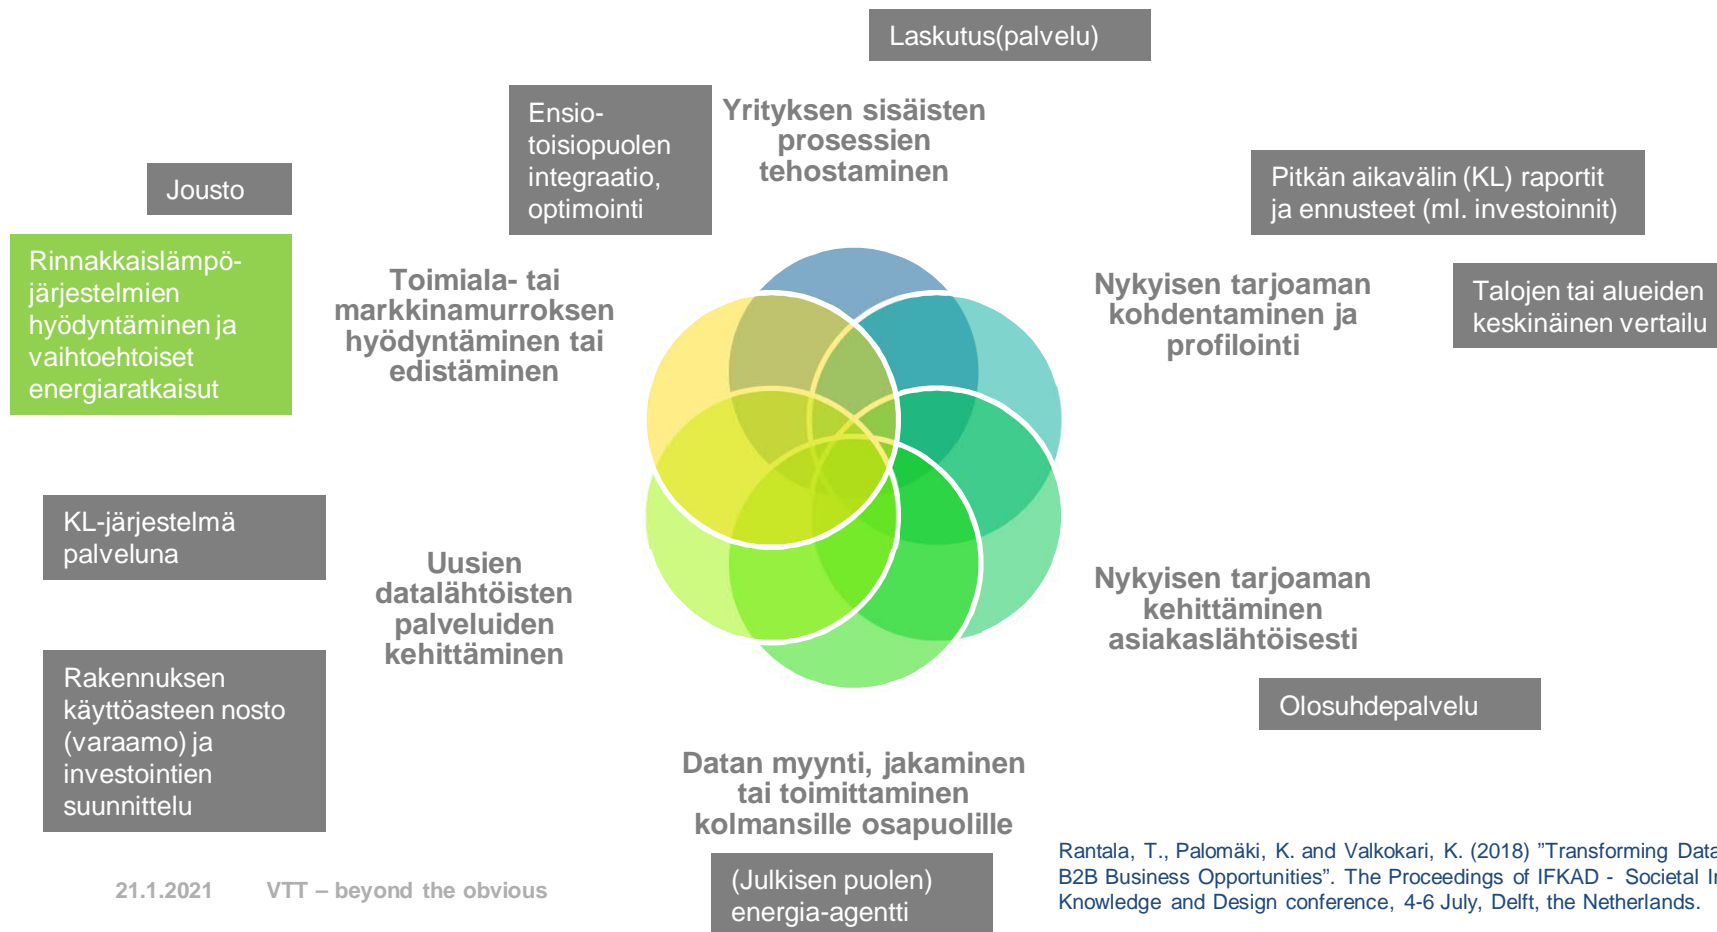 Laskutus(palvelu)
Ensio-
toisiopuolen
integraatio,
optimointi
Yrityksen sisäisten
prosessien
tehostaminen
Jousto
Pitkän aikavälin (KL) raportit
ja ennusteet (ml. investoinnit)
Rinnakkaislämpö-
järjestelmien
hyödyntäminen ja
vaihtoehtoiset
energiaratkaisut
Toimiala- tai
markkinamurroksen
hyödyntäminen tai
edistäminen
Nykyisen tarjoaman
kohdentaminen ja
profilointi
Talojen tai alueiden
keskinäinen vertailu
KL-järjestelmä
palveluna
Uusien
datalähtöisten
palveluiden
kehittäminen
Nykyisen tarjoaman
kehittäminen
asiakaslähtöisesti
Rakennuksen
käyttöasteen nosto
(varaamo) ja
investointien
suunnittelu
Olosuhdepalvelu
Datan myynti, jakaminen
tai toimittaminen
kolmansille osapuolille
(Julkisen puolen)
energia-agentti
Rantala, T., Palomäki, K. and Valkokari, K. (2018) ”Transforming Data
B2B Business Opportunities”. The Proceedings of IFKAD - Societal
Knowledge and Design conference, 4-6 July, Delft, the Netherlands.
21.1.2021 VTT – beyond the obvious